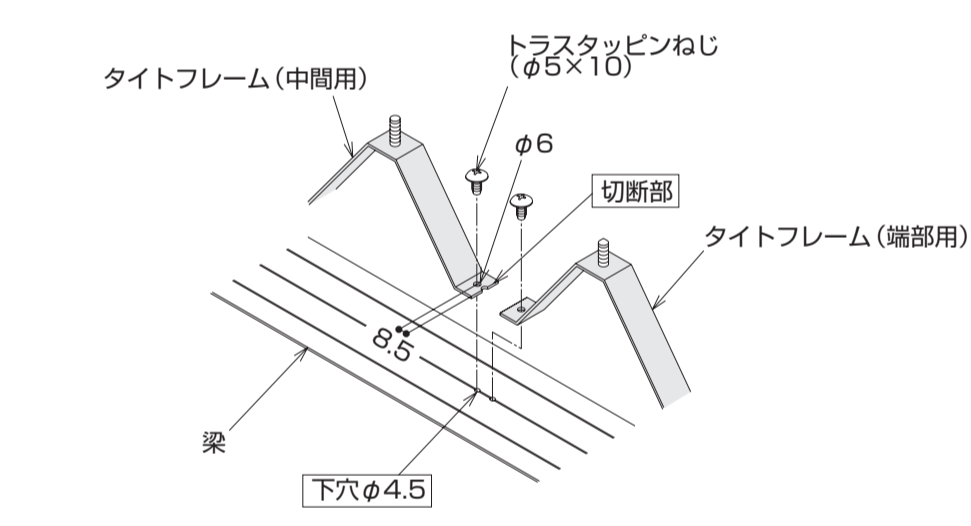 トラスタッピンねじ
（φ5×10）
タイトフレーム（中間用）
φ6
切断部
タイトフレーム（端部用）
8.5
梁
下穴φ4.5